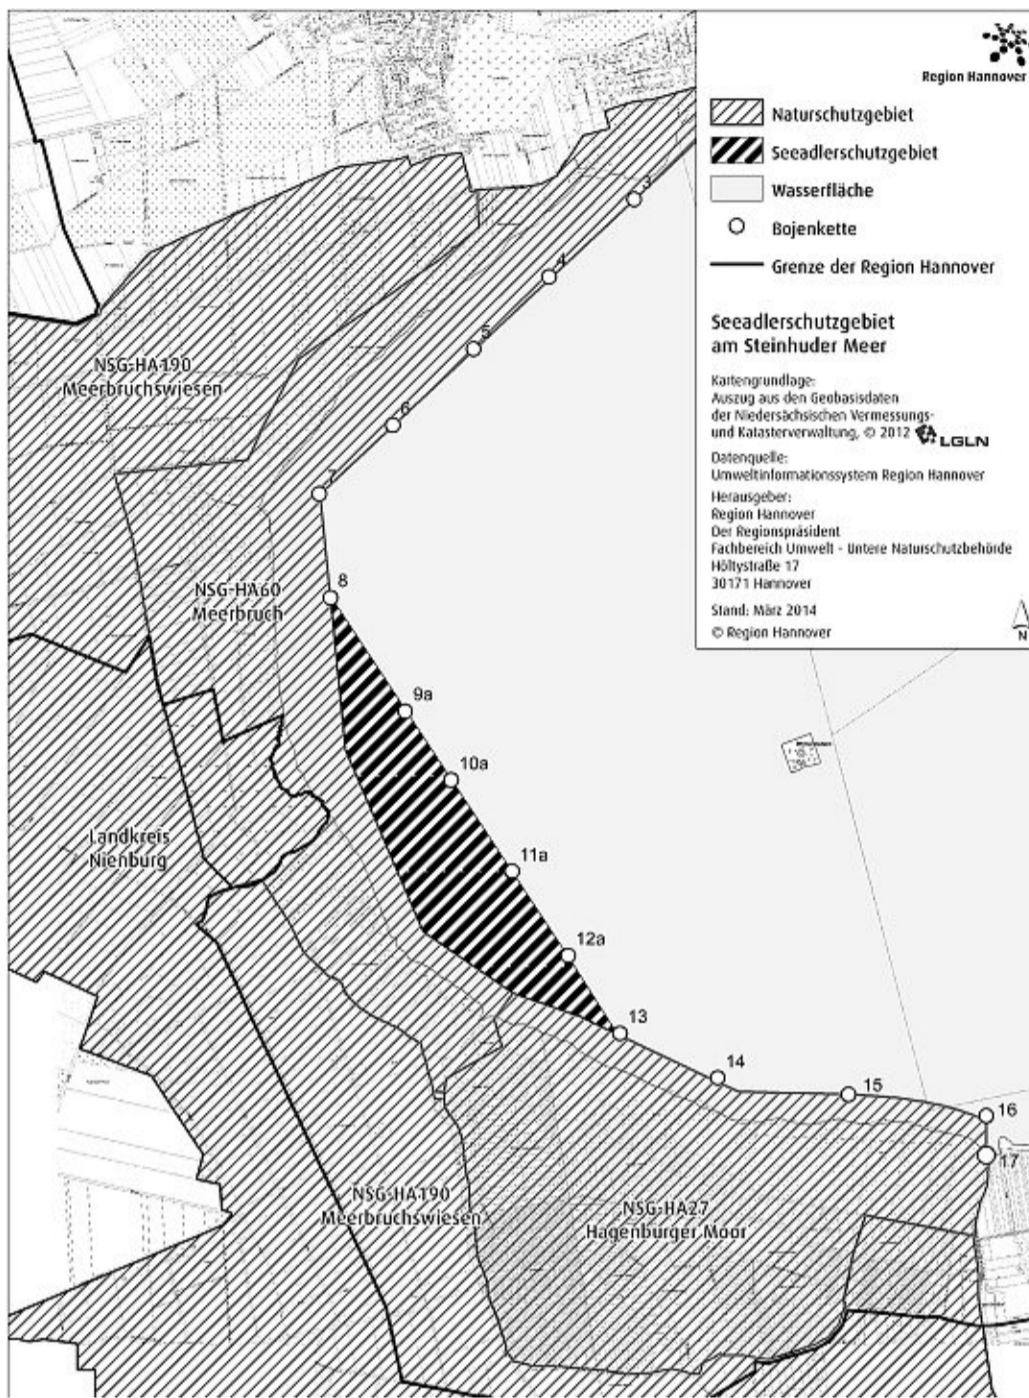 Region Hannover
Naturschutzgebiet
Seeadlerschutzgebiet
Wasserfläche
Bojenkette
Grenze der Region Hannover
Seeadlerschutzgebiet
am Steinhuder Meer
Kartengrundlage:
Auszug aus den Geobasisdaten
der Niedersächsischen Vermessungs-
und Katasterverwaltung, © 2012 LGLN
Datenquelle:
Umweltinformationssystem Region Hannover
Herausgeber:
Region Hannover
Der Regionspräsident
Fachbereich Umwelt - Untere Naturschutzbehörde
Höltystraße 17
30171 Hannover
Stand: März 2014
© Region Hannover
N
3
4
5
6
7
8
9a
10a
11a
12a
13
14
15
16
17
NSG-HA190
Meerbruchswiesen
NSG-HA60
Meerbruch
Landkreis
Nienburg
NSG-HA190
Meerbruchswiesen
NSG-HA27
Hagenburger Moor